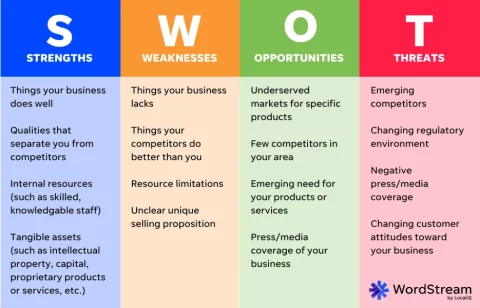 S
STRENGTHS
Things your business
does well
Qualities that
separate you from
competitors
Internal resources
(such as skilled,
knowledgable staff)
Tangible assets
(such as intellectual
property, capital,
proprietary products
or services, etc.)
W
WEAKNESSES
Things your business
lacks
Things your
competitors do
better than you
Resource limitations
Unclear unique
selling proposition
O
OPPORTUNITIES
Underserved
markets for specific
products
Few competitors in
your area
Emerging need for
your products or
services
Press/media
coverage of your
business
T
THREATS
Emerging
competitors
Changing regulatory
environment
Negative
press/media
coverage
Changing customer
attitudes toward
your business
WordStream
by LocaliQ